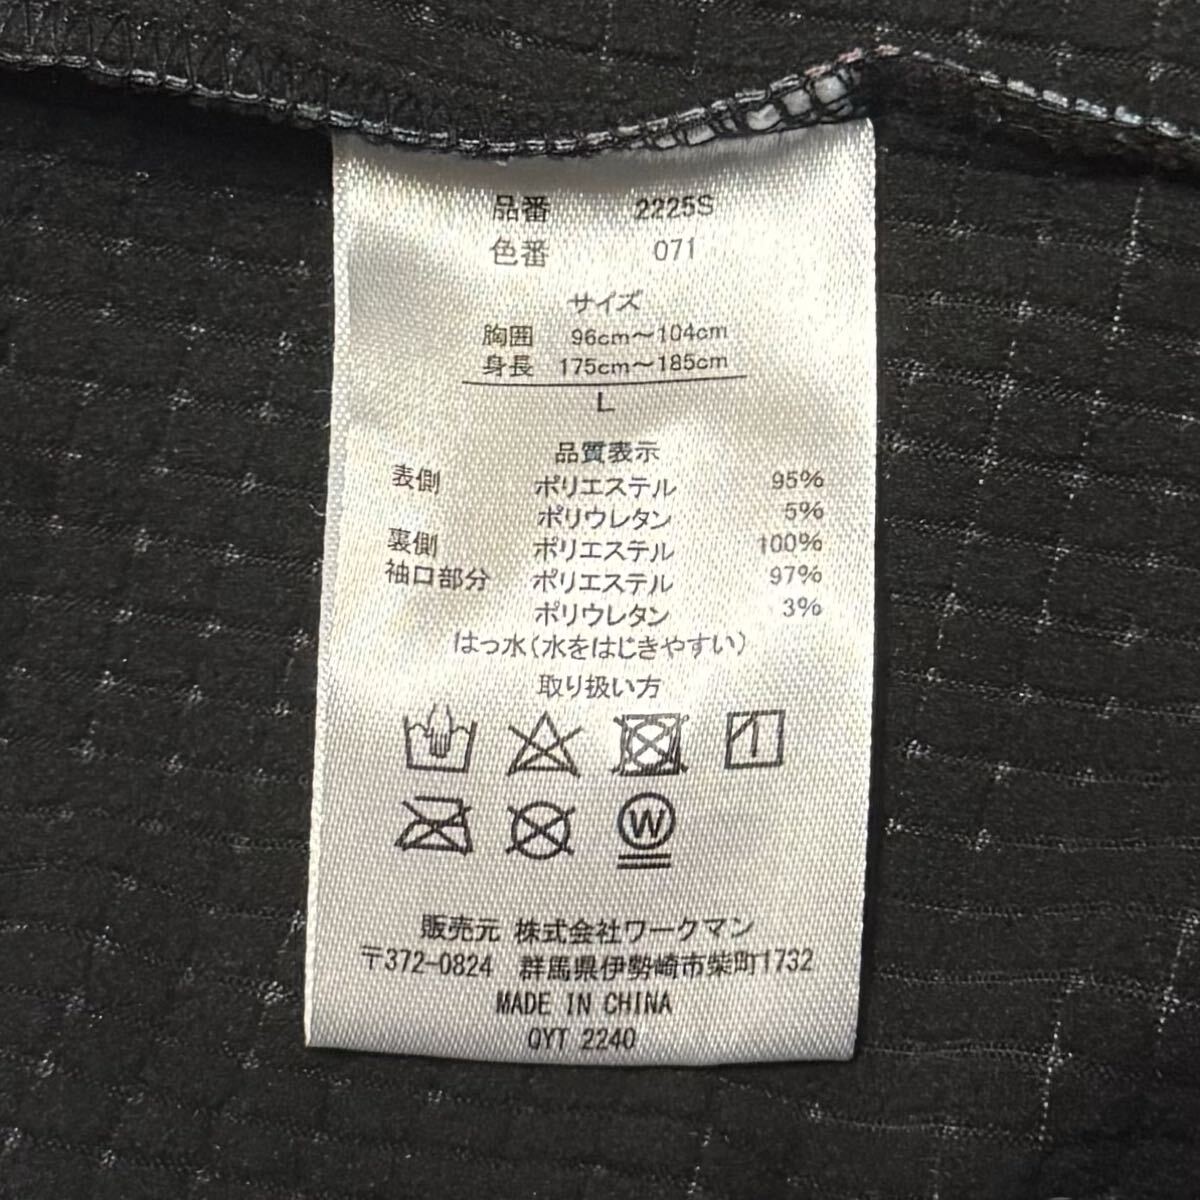 品番 2225S
色番 071
サイズ
胸囲 96cm～104cm
身長 175cm～185cm
L
品質表示
表側 ポリエステル 95%
ポリウレタン 5%
裏側 ポリエステル 100%
袖口部分 ポリエステル 97%
ポリウレタン 3%
はっ水(水をはじきやすい)
取り扱い方
W
販売元 株式会社ワークマン
〒372-0824 群馬県伊勢崎市柴町1732
MADE IN CHINA
QYT 2240